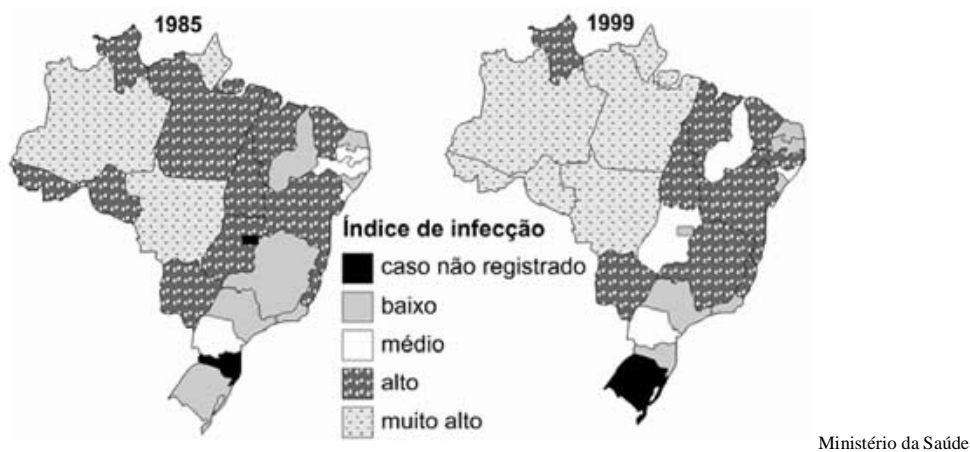 1985
1999
Índice de infecção
caso não registrado
baixo
médio
alto
muito alto
Ministério da Saúde